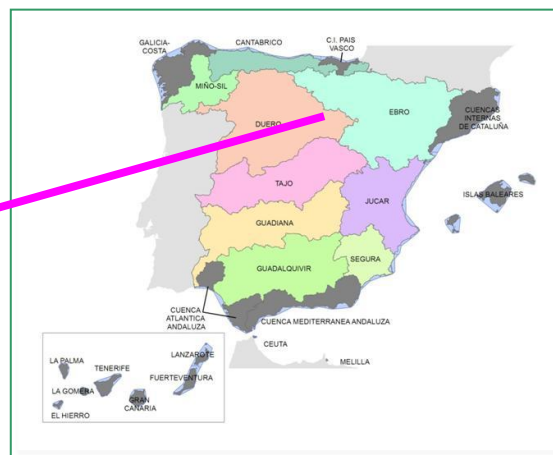 GALICIA-
COSTA
CANTABRICO
C.I. PAIS
VASCO
MIÑO-SIL
DUERO
EBRO
CUENCAS
INTERNAS
DE CATALUÑA
TAJO
JUCAR
ISLAS BALEARES
GUADIANA
GUADALQUIVIR
SEGURA
CUENCA
ATLANTICA
ANDALUZA
CUENCA MEDITERRANEA ANDALUZA
CEUTA
MELILLA
LANZAROTE
LA PALMA
TENERIFE
FUERTEVENTURA
LA GOMERA
GRAN
CANARIA
EL HIERRO